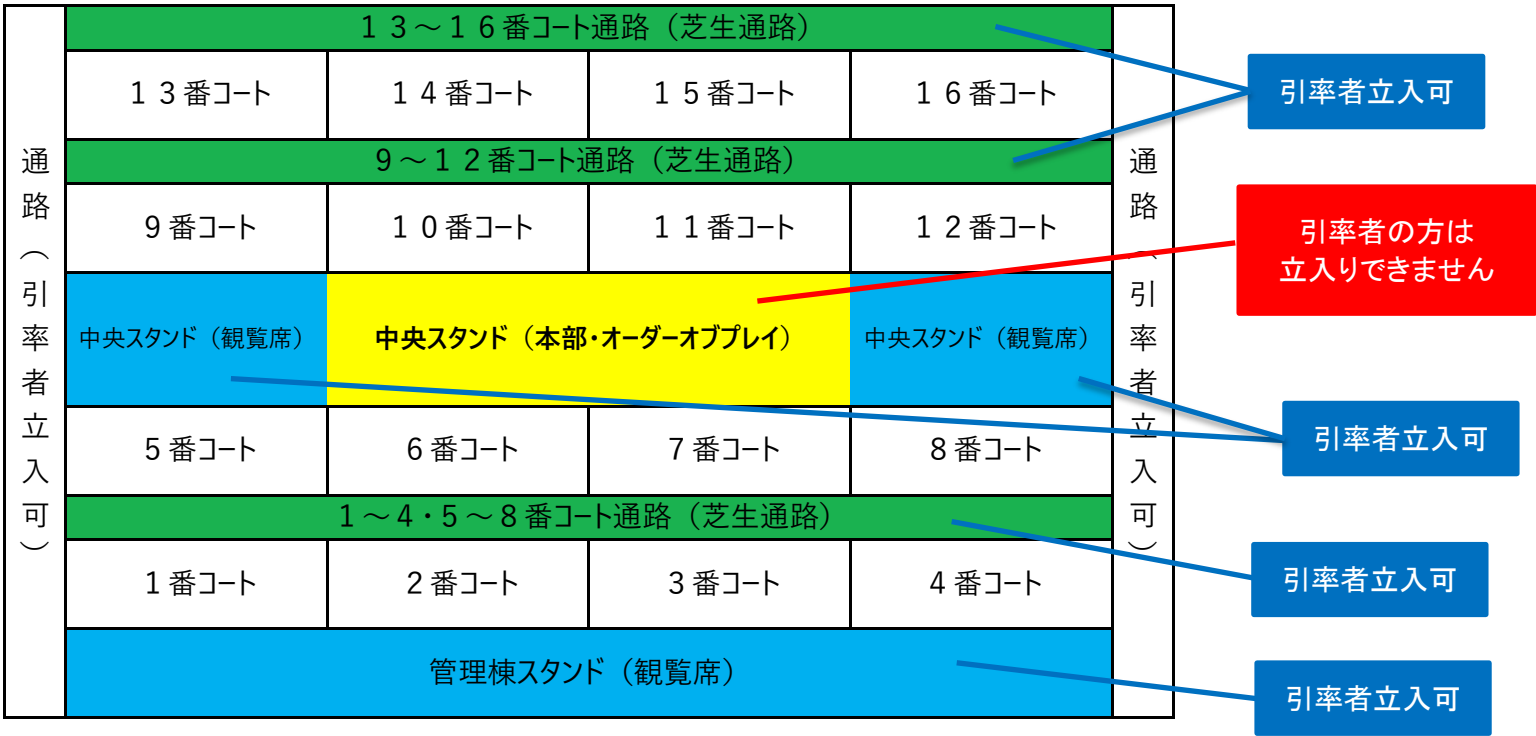 １３～１６番コート通路（芝生通路）
１３番コート
１４番コート
１５番コート
１６番コート
引率者立入可
９～１２番コート通路（芝生通路）
通路（引率者立入可）
通路（引率者立入可）
９番コート
１０番コート
１１番コート
１２番コート
引率者の方は
立入りできません
中央スタンド（観覧席）
中央スタンド（本部・オーダーオブプレイ）
中央スタンド（観覧席）
引率者立入可
５番コート
６番コート
７番コート
８番コート
１～４・５～８番コート通路（芝生通路）
引率者立入可
１番コート
２番コート
３番コート
４番コート
管理棟スタンド（観覧席）
引率者立入可